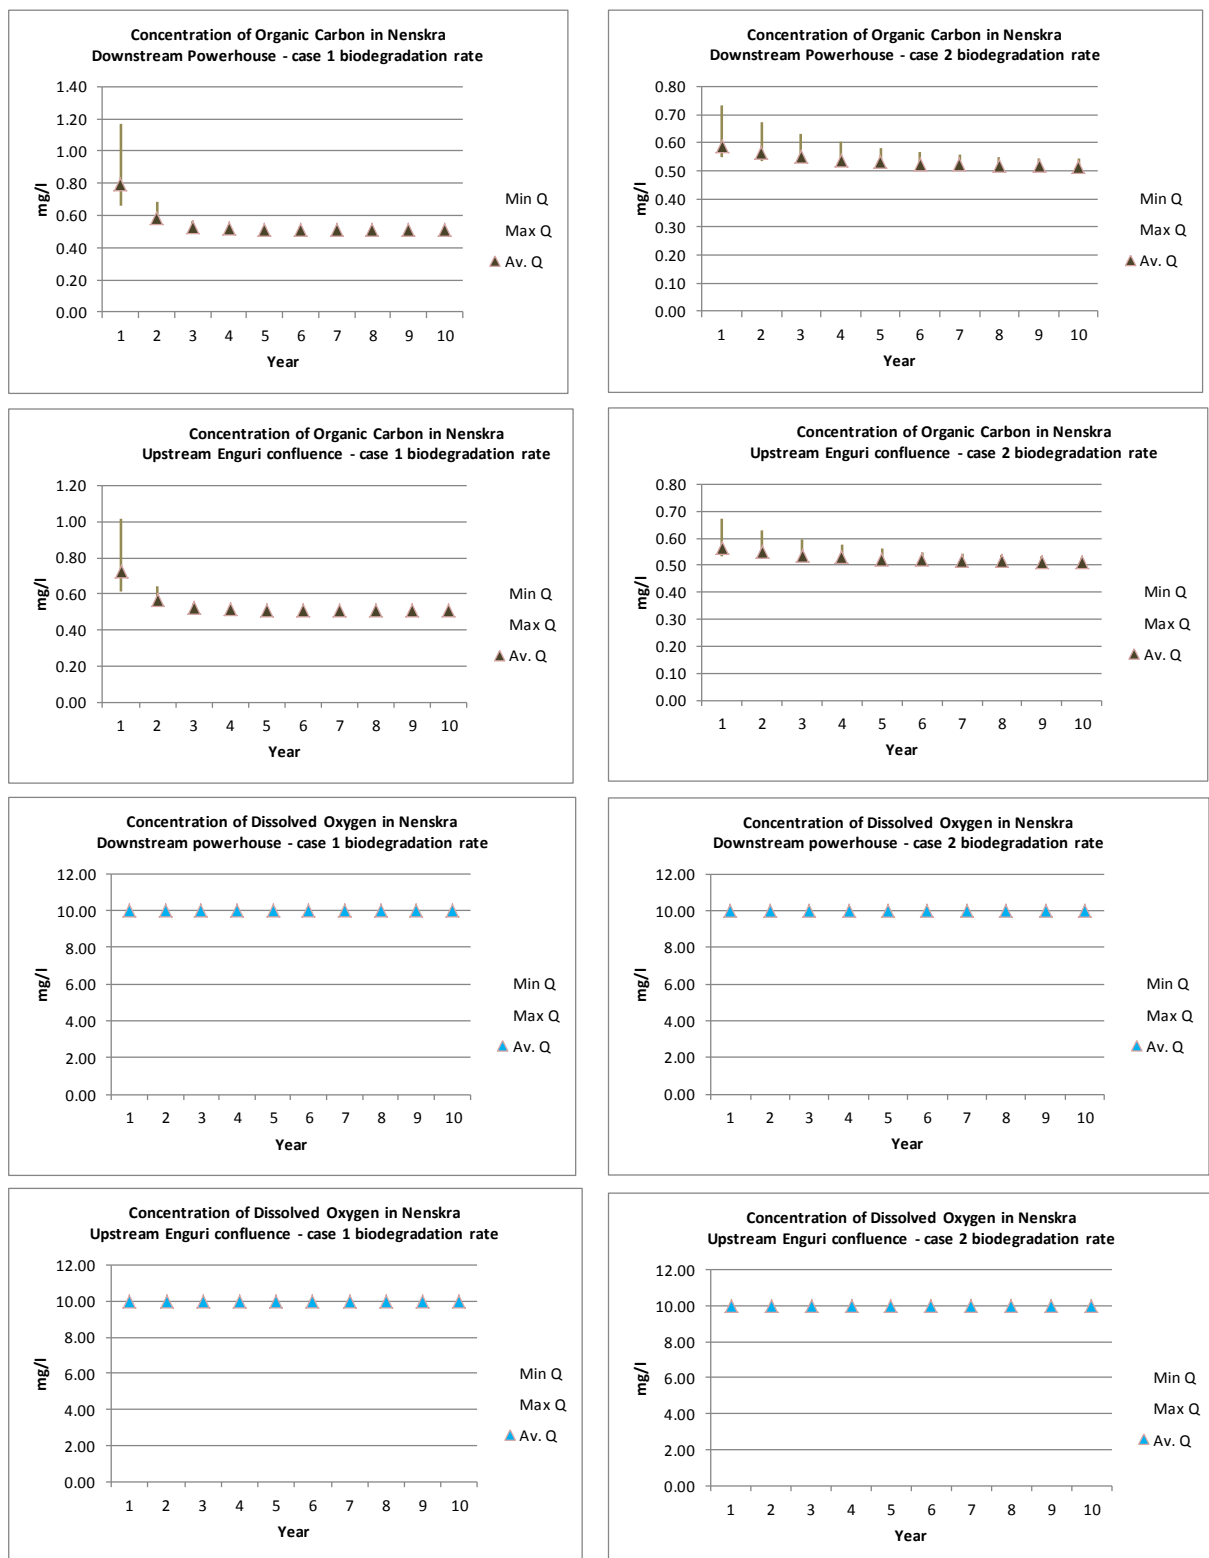 Concentration of Organic Carbon in Nenskra
Downstream Powerhouse - case 1 biodegradation rate
1.40
1.20
1.00
0.80
0.60
0.40
0.20
0.00
mg/l
1 2 3 4 5 6 7 8 9 10
Year
Min Q
Max Q
Av. Q
Concentration of Organic Carbon in Nenskra
Downstream Powerhouse - case 2 biodegradation rate
0.80
0.70
0.60
0.50
0.40
0.30
0.20
0.10
0.00
mg/l
1 2 3 4 5 6 7 8 9 10
Year
Min Q
Max Q
Av. Q
Concentration of Organic Carbon in Nenskra
Upstream Enguri confluence - case 1 biodegradation rate
1.20
1.00
0.80
0.60
0.40
0.20
0.00
mg/l
1 2 3 4 5 6 7 8 9 10
Year
Min Q
Max Q
Av. Q
Concentration of Organic Carbon in Nenskra
Upstream Enguri confluence - case 2 biodegradation rate
0.80
0.70
0.60
0.50
0.40
0.30
0.20
0.10
0.00
mg/l
1 2 3 4 5 6 7 8 9 10
Year
Min Q
Max Q
Av. Q
Concentration of Dissolved Oxygen in Nenskra
Downstream powerhouse - case 1 biodegradation rate
12.00
10.00
8.00
6.00
4.00
2.00
0.00
mg/l
1 2 3 4 5 6 7 8 9 10
Year
Min Q
Max Q
Av. Q
Concentration of Dissolved Oxygen in Nenskra
Downstream powerhouse - case 2 biodegradation rate
12.00
10.00
8.00
6.00
4.00
2.00
0.00
mg/l
1 2 3 4 5 6 7 8 9 10
Year
Min Q
Max Q
Av. Q
Concentration of Dissolved Oxygen in Nenskra
Upstream Enguri confluence - case 1 biodegradation rate
12.00
10.00
8.00
6.00
4.00
2.00
0.00
mg/l
1 2 3 4 5 6 7 8 9 10
Year
Min Q
Max Q
Av. Q
Concentration of Dissolved Oxygen in Nenskra
Upstream Enguri confluence - case 2 biodegradation rate
12.00
10.00
8.00
6.00
4.00
2.00
0.00
mg/l
1 2 3 4 5 6 7 8 9 10
Year
Min Q
Max Q
Av. Q